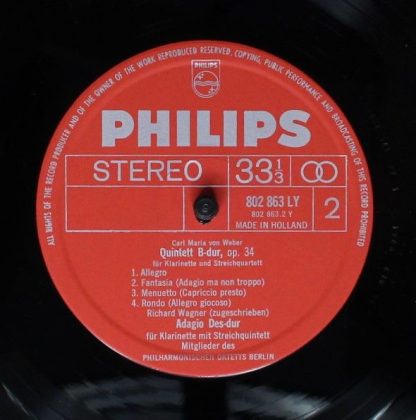 ALL RIGHTS OF THE RECORD PRODUCER AND OF THE OWNER OF THE WORK REPRODUCED RESERVED. COPYING, PUBLIC PERFORMANCE AND BROADCASTING OF THIS RECORD PROHIBITED
PHILIPS
PHILIPS
STEREO 33 1/3
802 863 LY
802 863.2 Y
MADE IN HOLLAND
2
Carl Maria von Weber
Quintett B-dur, op. 34
für Klarinette und Streichquartett
1. Allegro
2. Fantasia (Adagio ma non troppo)
3. Menuetto (Capriccio presto)
4. Rondo (Allegro giocoso)
Richard Wagner (zugeschrieben)
Adagio Des-dur
für Klarinette mit Streichquintett
Mitglieder des
PHILHARMONISCHEN OKTETTS BERLIN